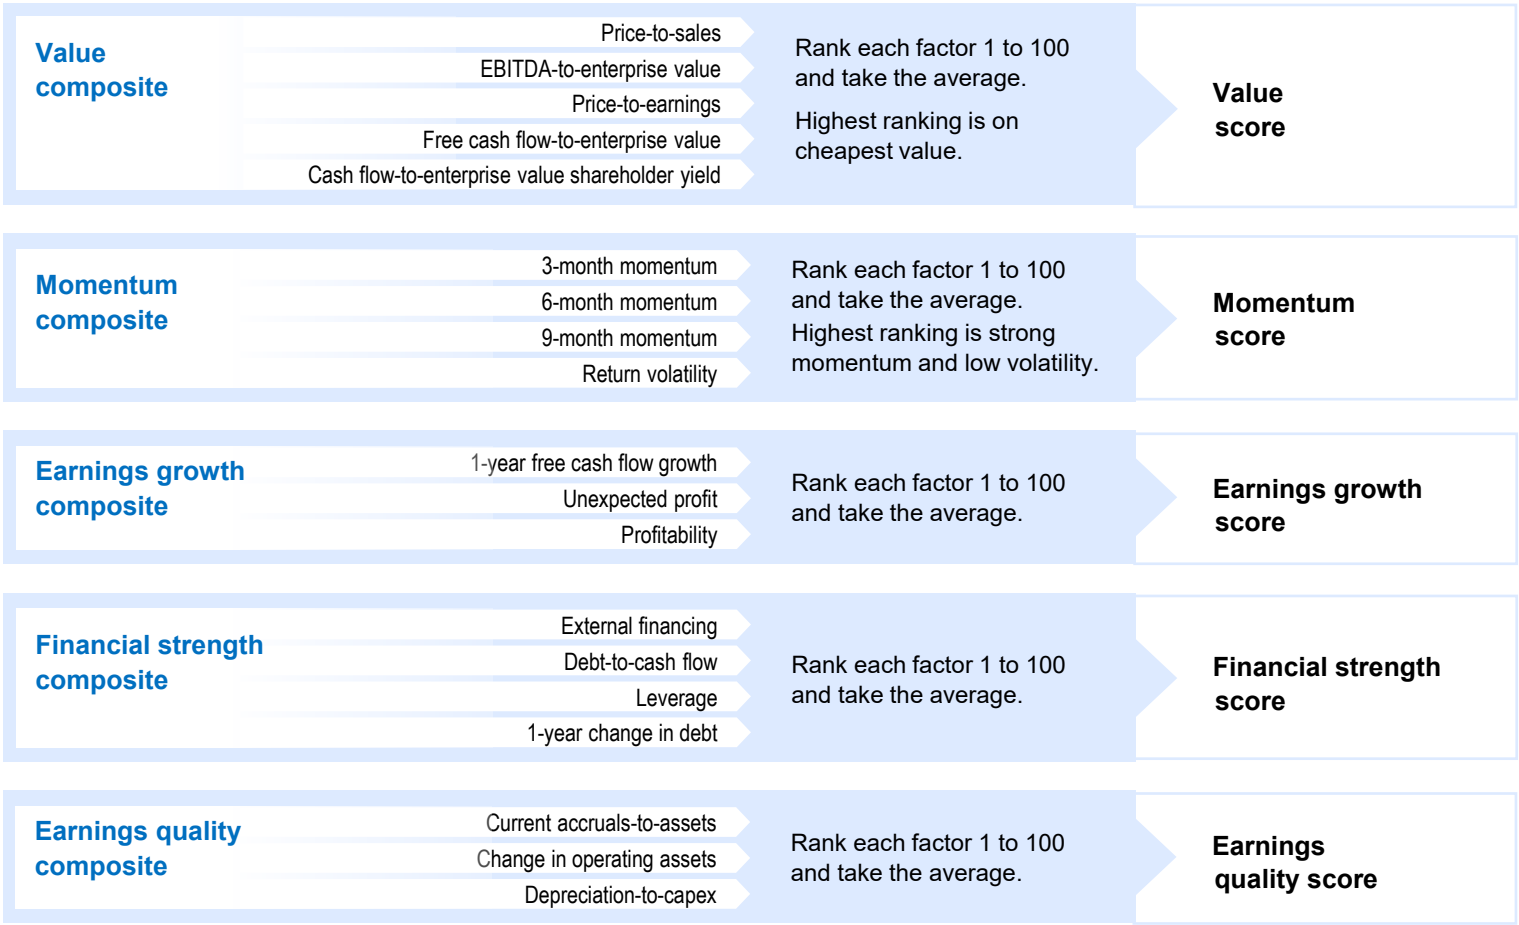 Value
composite
Price-to-sales
EBITDA-to-enterprise value
Price-to-earnings
Free cash flow-to-enterprise value
Cash flow-to-enterprise value shareholder yield
Rank each factor 1 to 100
and take the average.
Highest ranking is on
cheapest value.
Value
score
Momentum
composite
3-month momentum
6-month momentum
9-month momentum
Return volatility
Rank each factor 1 to 100
and take the average.
Highest ranking is strong
momentum and low volatility.
Momentum
score
Earnings growth
composite
1-year free cash flow growth
Unexpected profit
Profitability
Rank each factor 1 to 100
and take the average.
Earnings growth
score
Financial strength
composite
External financing
Debt-to-cash flow
Leverage
1-year change in debt
Rank each factor 1 to 100
and take the average.
Financial strength
score
Earnings quality
composite
Current accruals-to-assets
Change in operating assets
Depreciation-to-capex
Rank each factor 1 to 100
and take the average.
Earnings
quality score